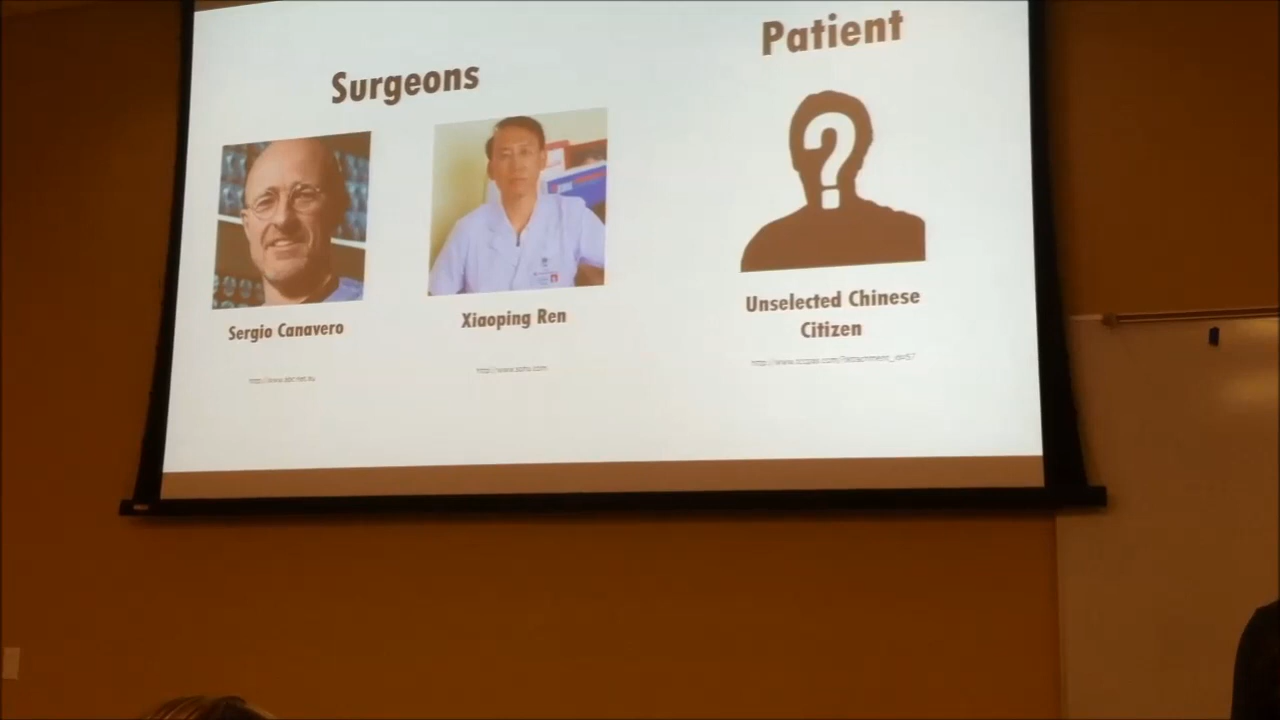 Patient
Surgeons
?
Sergio Canavero
Xiaoping Ren
Unselected Chinese
Citizen